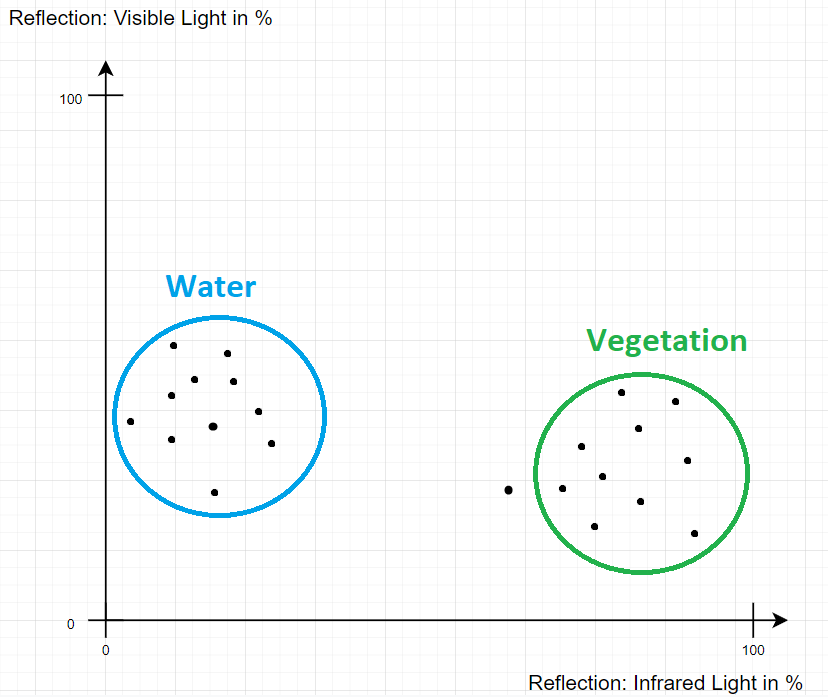 Reflection: Visible Light in %
100
Water
Vegetation
0
0
100
Reflection: Infrared Light in %